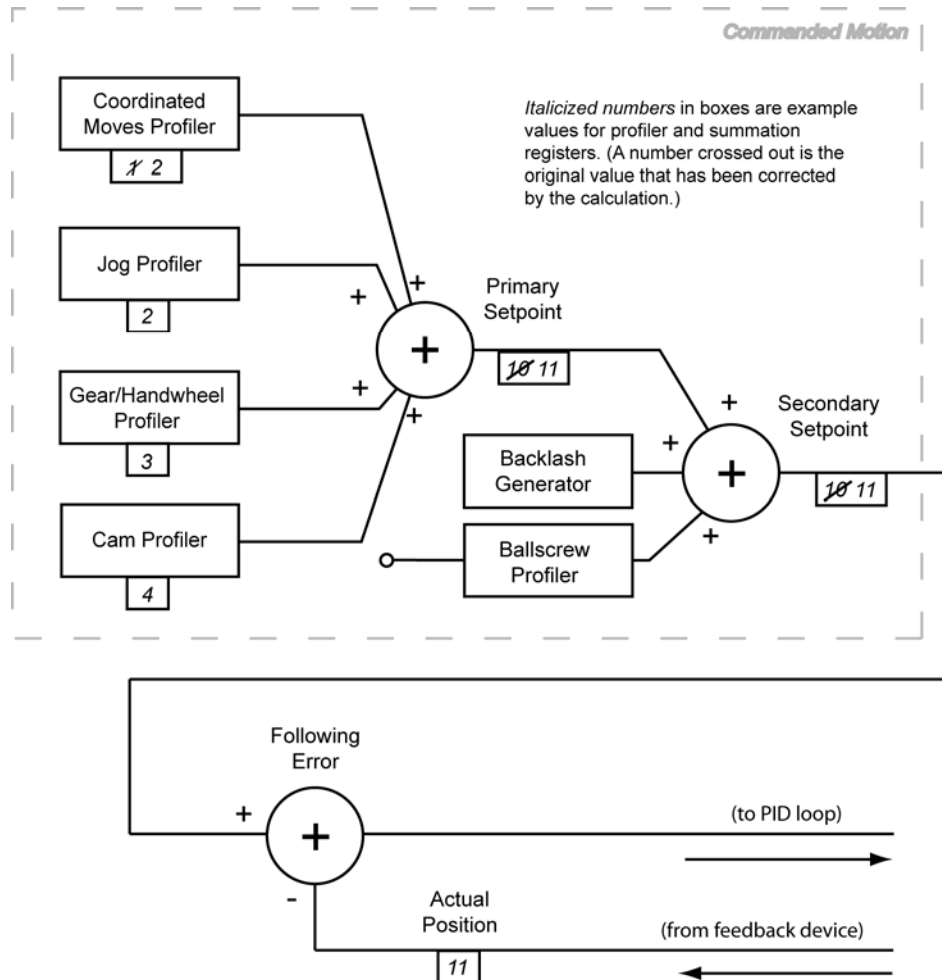 Commanded Motion
Coordinated
Moves Profiler
1 2
Italicized numbers in boxes are example
values for profiler and summation
registers. (A number crossed out is the
original value that has been corrected
by the calculation.)
Jog Profiler
2
+
+
Primary
Setpoint
+
10 11
Gear/Handwheel
Profiler
3
+
+
Cam Profiler
4
+
Secondary
Setpoint
Backlash
Generator
+
+
10 11
Ballscrew
Profiler
+
Following
Error
+
+
-
(to PID loop)
Actual
Position
11
(from feedback device)